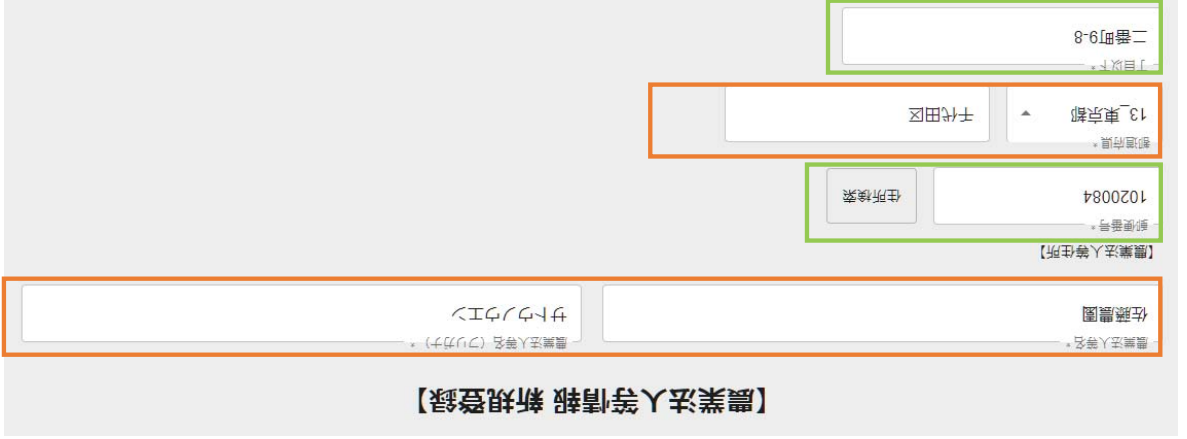 【農業法人等情報 新規登録】
農業法人等名 *
佐藤農園
農業法人等名（フリガナ） *
サトウノウエン
【農業法人等住所】
郵便番号 *
1020084
住所検索
都道府県 *
13_東京都
千代田区
丁目以下 *
二番町9-8